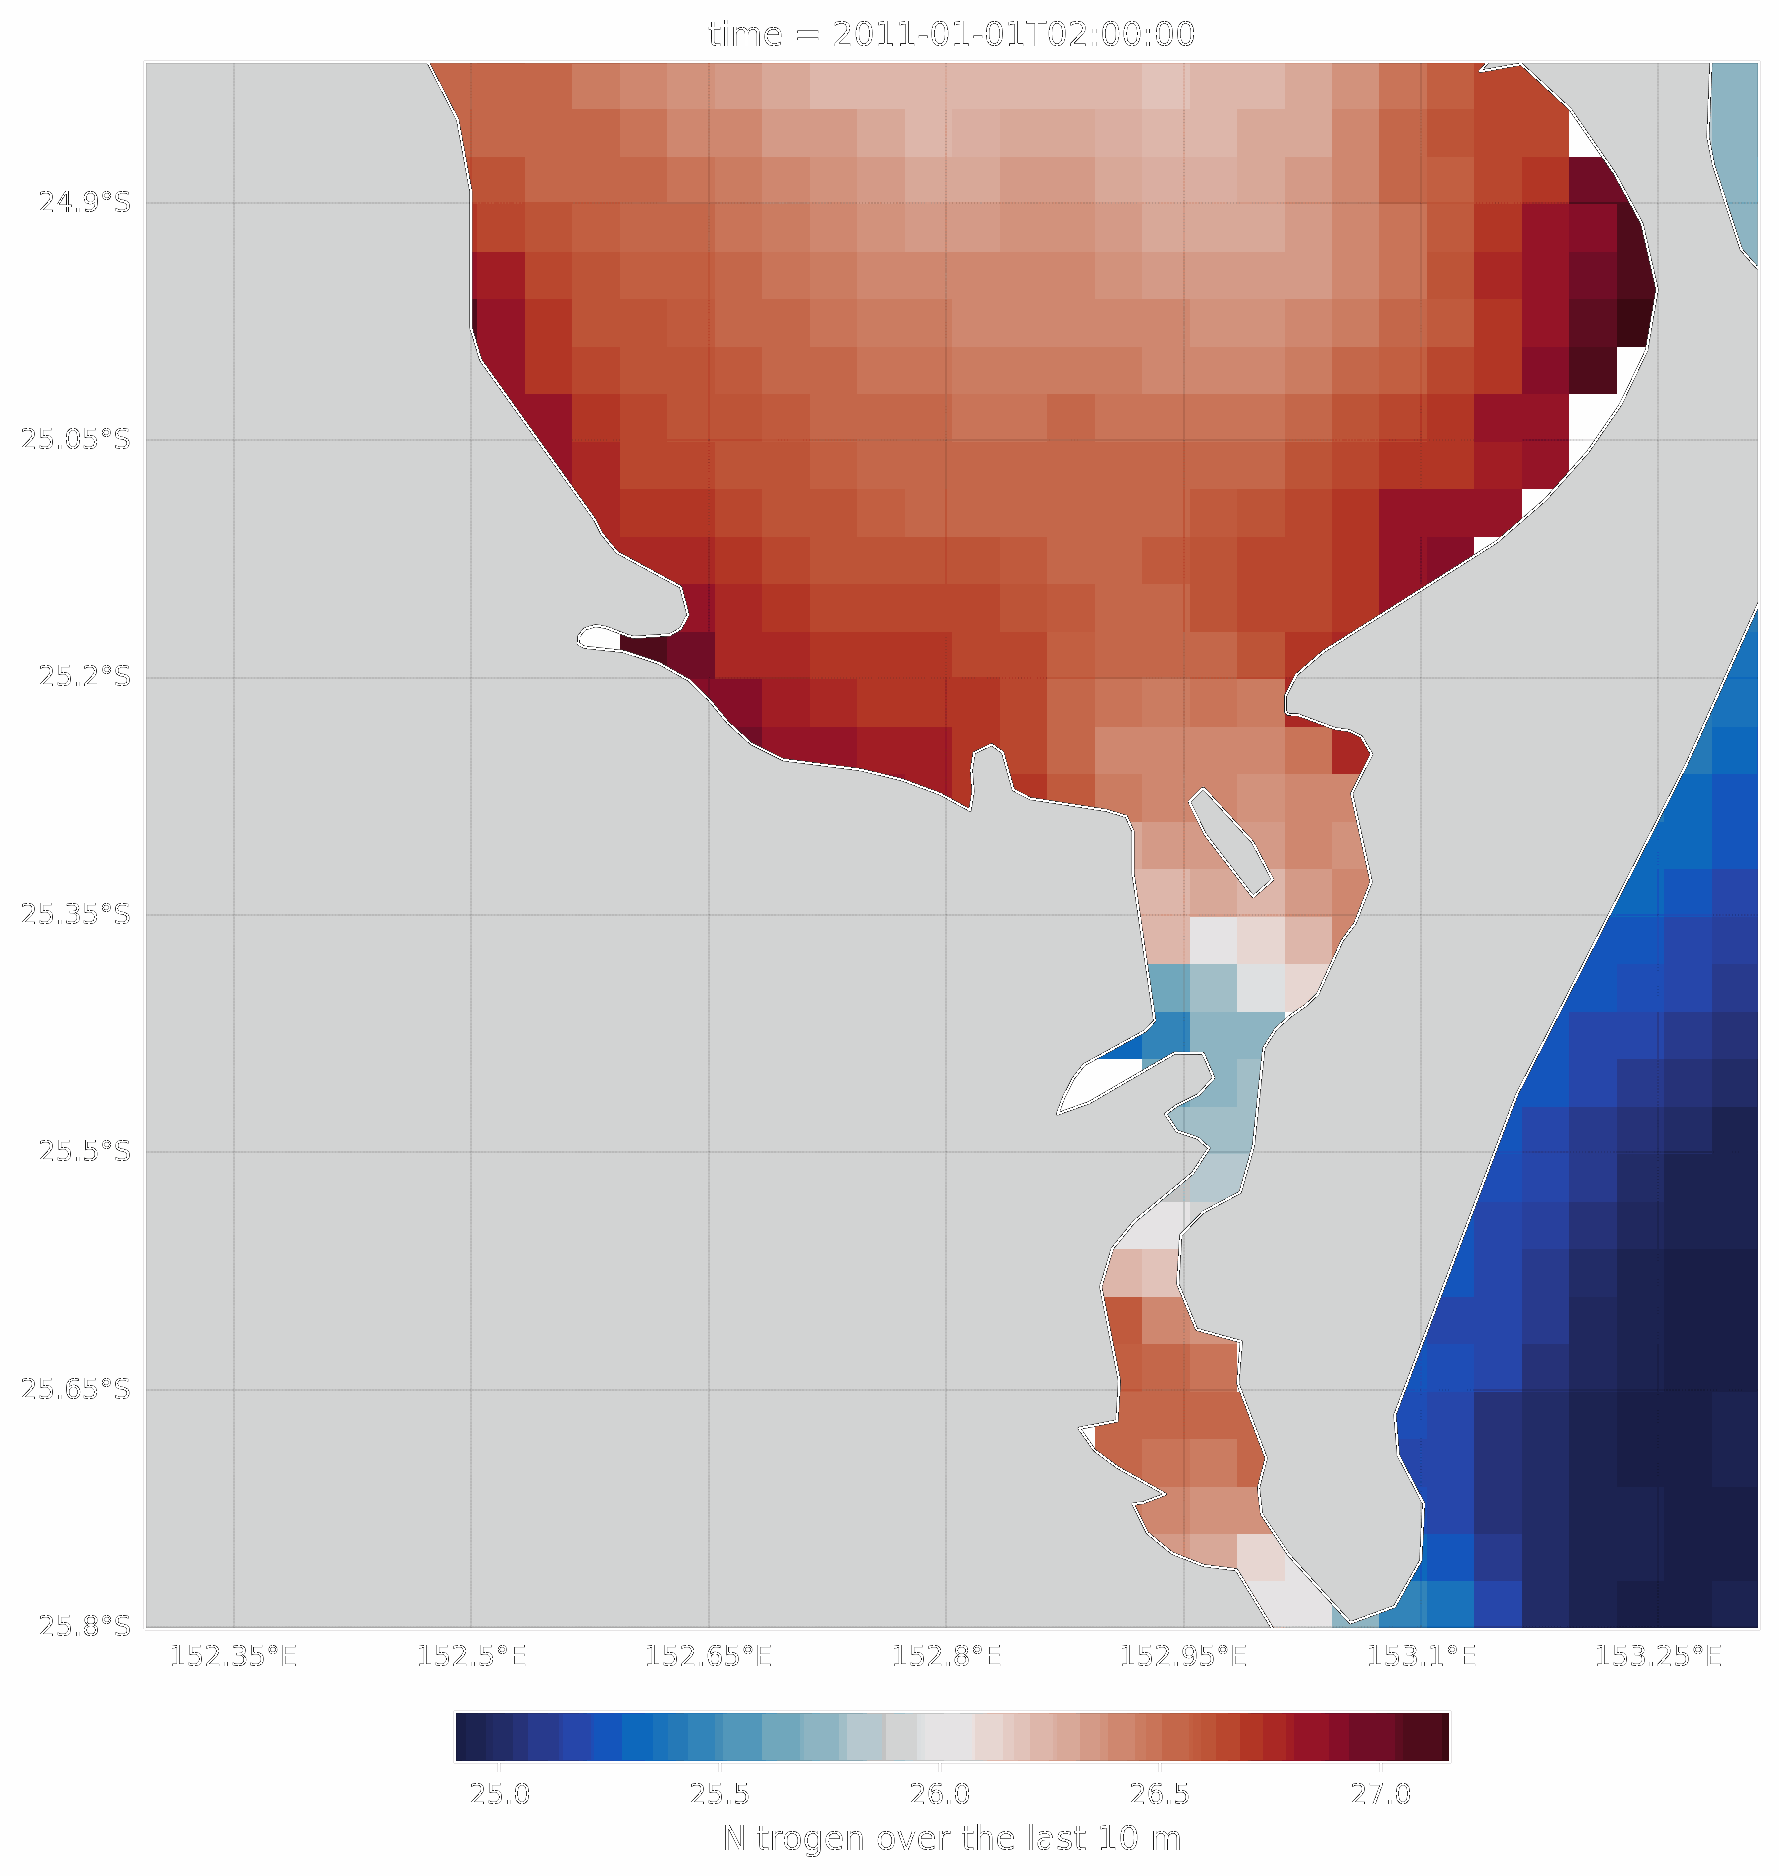 time = 2011-01-01T02:00:00
24.9°S
25.05°S
25.2°S
25.35°S
25.5°S
25.65°S
25.8°S
152.35°E 152.5°E 152.65°E 152.8°E 152.95°E 153.1°E 153.25°E
25.0 25.5 26.0 26.5 27.0
N trogen over the last 10 m